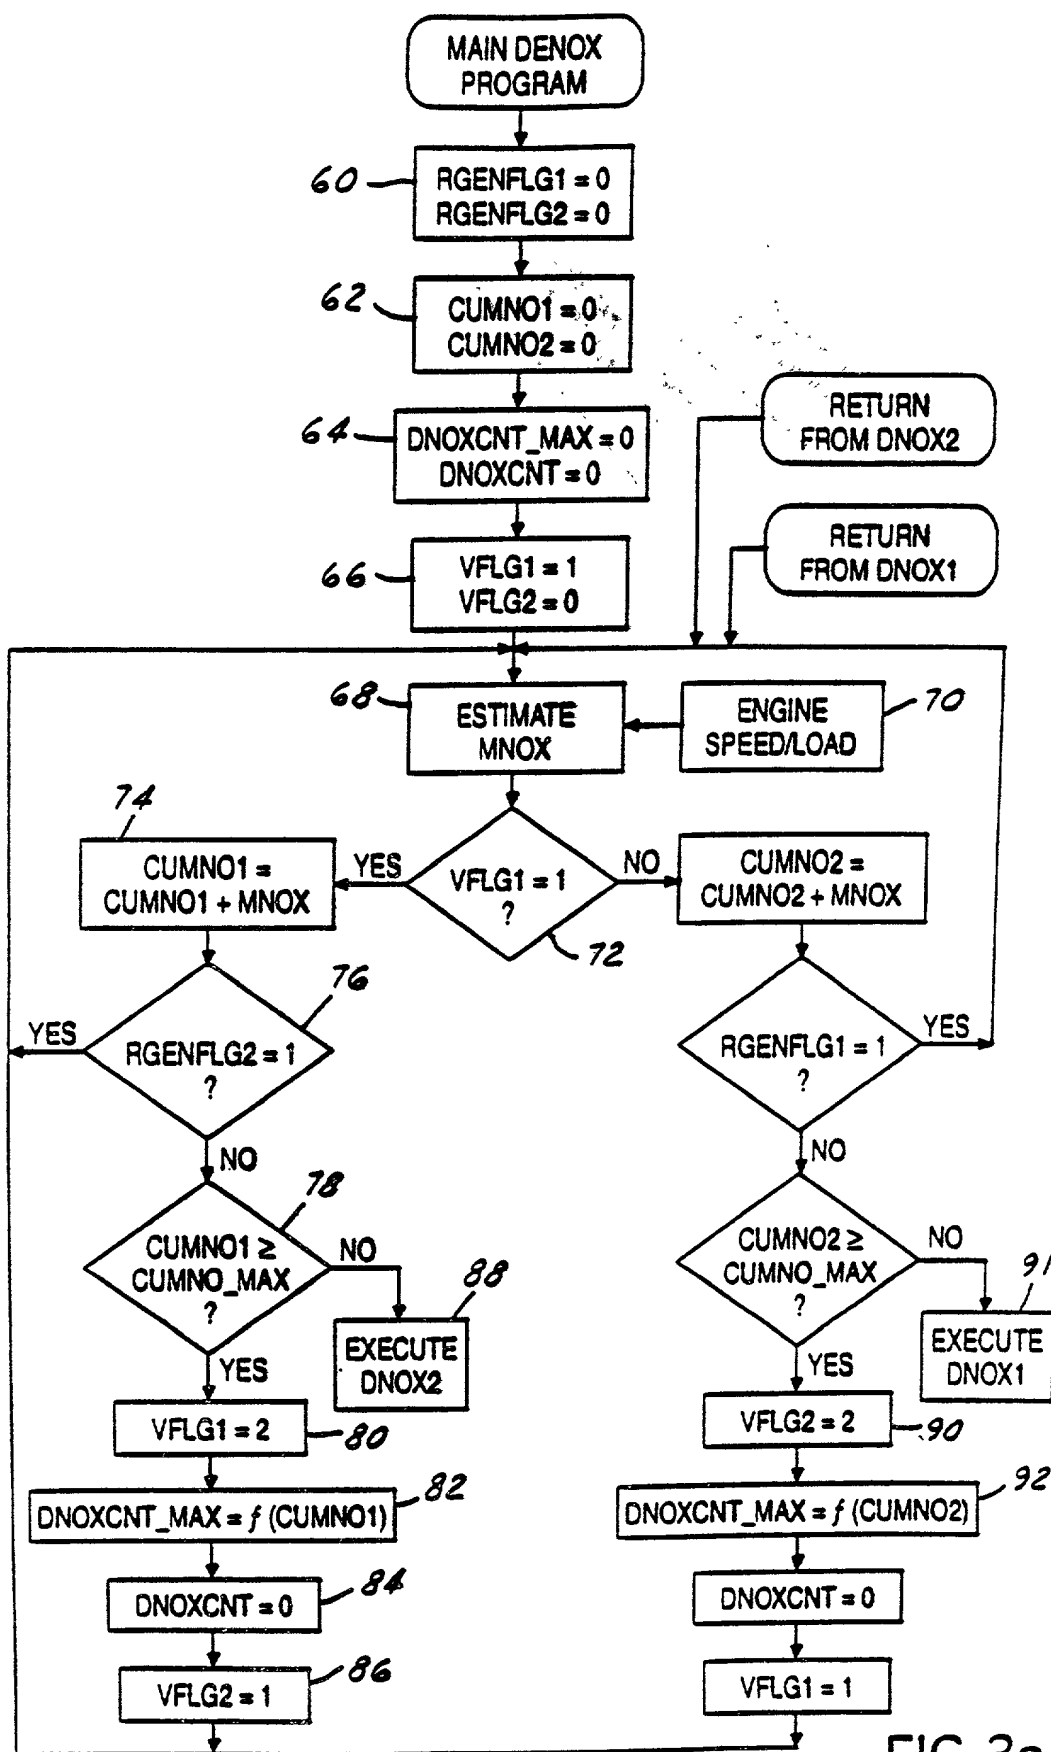 MAIN DENOX
PROGRAM
60
RGENFLG1 = 0
RGENFLG2 = 0
62
CUMNO1 = 0
CUMNO2 = 0
64
DNOXCNT_MAX = 0
DNOXCNT = 0
RETURN
FROM DNOX2
66
VFLG1 = 1
VFLG2 = 0
RETURN
FROM DNOX1
68
ESTIMATE
MNOX
ENGINE
SPEED/LOAD
70
74
CUMNO1 =
CUMNO1 + MNOX
YES
VFLG1 = 1
?
72
NO
CUMNO2 =
CUMNO2 + MNOX
76
YES
RGENFLG2 = 1
?
NO
RGENFLG1 = 1
?
YES
NO
78
CUMNO1 ≥
CUMNO_MAX
?
NO
YES
88
EXECUTE
DNOX2
CUMNO2 ≥
CUMNO_MAX
?
NO
YES
91
EXECUTE
DNOX1
VFLG1 = 2
80
VFLG2 = 2
90
DNOXCNT_MAX = f (CUMNO1)
82
DNOXCNT_MAX = f (CUMNO2)
92
DNOXCNT = 0
84
DNOXCNT = 0
VFLG2 = 1
86
VFLG1 = 1